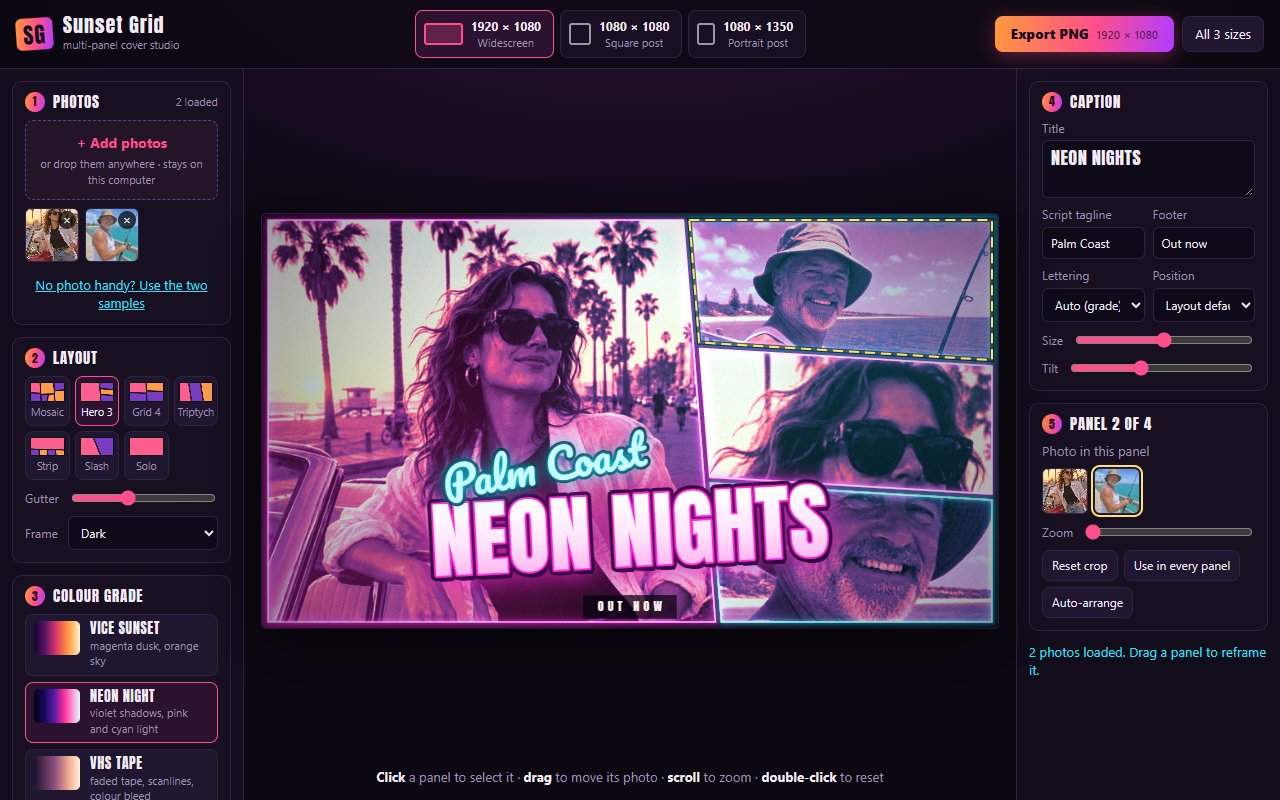 SG
Sunset Grid
multi-panel cover studio
1920 × 1080
Widescreen
1080 × 1080
Square post
1080 × 1350
Portrait post
Export PNG 1920 × 1080
All 3 sizes
1 PHOTOS 2 loaded
+ Add photos
or drop them anywhere · stays on
this computer
No photo handy? Use the two
samples
2 LAYOUT
Mosaic Hero 3 Grid 4 Triptych
Strip Slash Solo
Gutter
Frame Dark
3 COLOUR GRADE
VICE SUNSET
magenta dusk, orange
sky
NEON NIGHT
violet shadows, pink
and cyan light
VHS TAPE
faded tape, scanlines,
colour bleed
Palm Coast
NEON NIGHTS
OUT NOW
Click a panel to select it · drag to move its photo · scroll to zoom · double-click to reset
4 CAPTION
Title
NEON NIGHTS
Script tagline Footer
Palm Coast Out now
Lettering Position
Auto (grade) Layout defau
Size
Tilt
5 PANEL 2 OF 4
Photo in this panel
Zoom
Reset crop Use in every panel
Auto-arrange
2 photos loaded. Drag a panel to reframe
it.